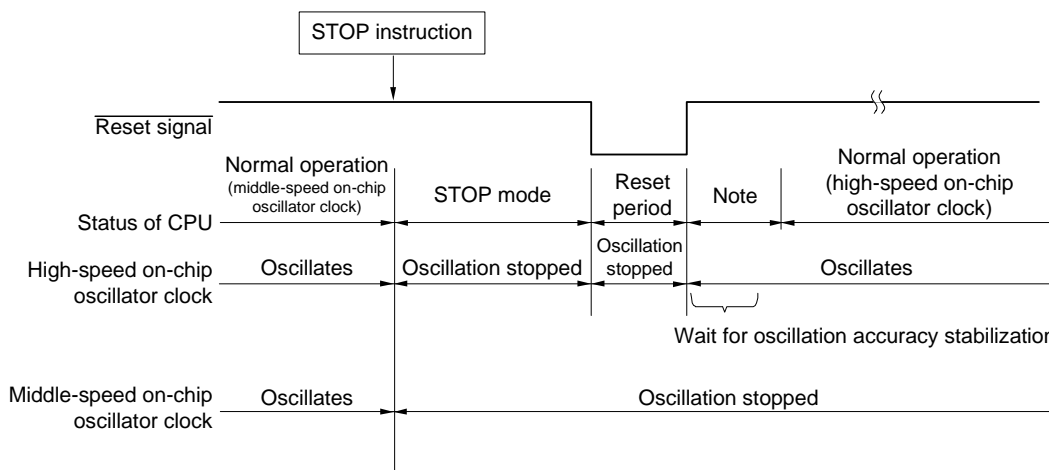 STOP instruction
Reset signal
Normal operation
(middle-speed on-chip
oscillator clock)
STOP mode
Reset
period
Note
Normal operation
(high-speed on-chip
oscillator clock)
Status of CPU
High-speed on-chip
oscillator clock
Oscillates
Oscillation stopped
Oscillation
stopped
Oscillates
Wait for oscillation accuracy stabilization
Middle-speed on-chip
oscillator clock
Oscillates
Oscillation stopped